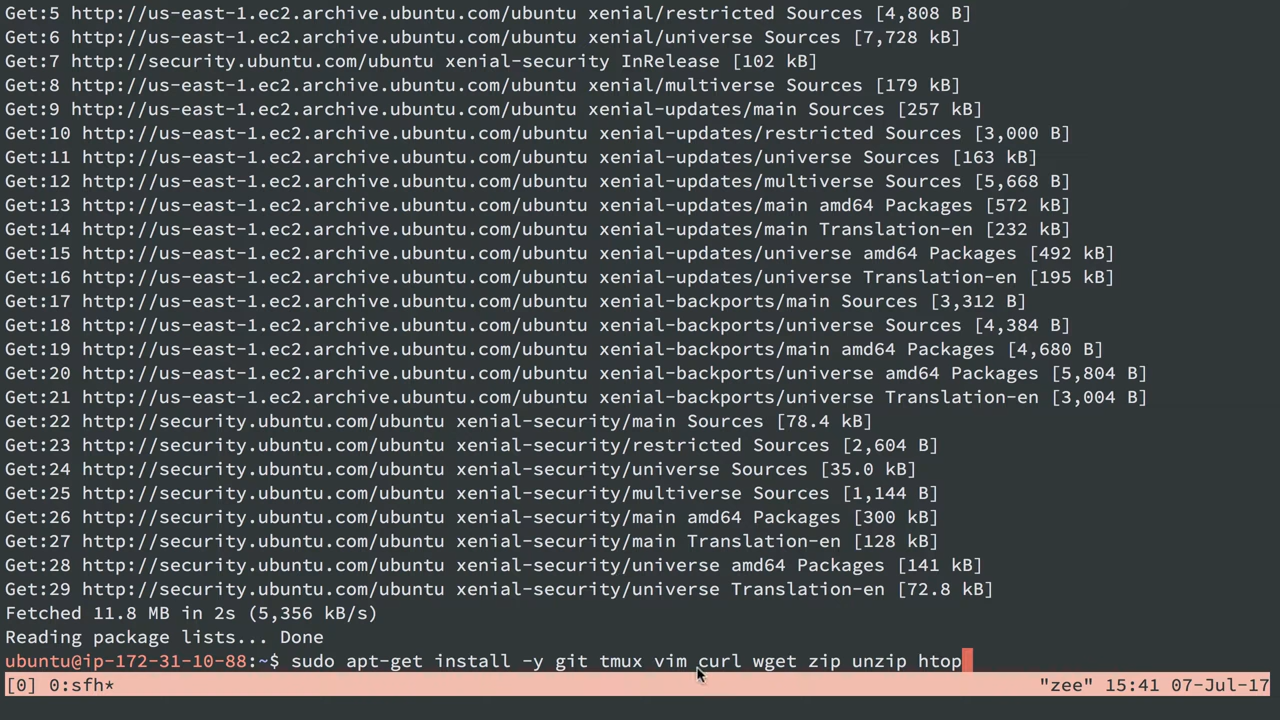 Get:5 http://us-east-1.ec2.archive.ubuntu.com/ubuntu xenial/restricted Sources [4,808 B]
Get:6 http://us-east-1.ec2.archive.ubuntu.com/ubuntu xenial/universe Sources [7,728 kB]
Get:7 http://security.ubuntu.com/ubuntu xenial-security InRelease [102 kB]
Get:8 http://us-east-1.ec2.archive.ubuntu.com/ubuntu xenial/multiverse Sources [179 kB]
Get:9 http://us-east-1.ec2.archive.ubuntu.com/ubuntu xenial-updates/main Sources [257 kB]
Get:10 http://us-east-1.ec2.archive.ubuntu.com/ubuntu xenial-updates/restricted Sources [3,000 B]
Get:11 http://us-east-1.ec2.archive.ubuntu.com/ubuntu xenial-updates/universe Sources [163 kB]
Get:12 http://us-east-1.ec2.archive.ubuntu.com/ubuntu xenial-updates/multiverse Sources [5,668 B]
Get:13 http://us-east-1.ec2.archive.ubuntu.com/ubuntu xenial-updates/main amd64 Packages [572 kB]
Get:14 http://us-east-1.ec2.archive.ubuntu.com/ubuntu xenial-updates/main Translation-en [232 kB]
Get:15 http://us-east-1.ec2.archive.ubuntu.com/ubuntu xenial-updates/universe amd64 Packages [492 kB]
Get:16 http://us-east-1.ec2.archive.ubuntu.com/ubuntu xenial-updates/universe Translation-en [195 kB]
Get:17 http://us-east-1.ec2.archive.ubuntu.com/ubuntu xenial-backports/main Sources [3,312 B]
Get:18 http://us-east-1.ec2.archive.ubuntu.com/ubuntu xenial-backports/universe Sources [4,384 B]
Get:19 http://us-east-1.ec2.archive.ubuntu.com/ubuntu xenial-backports/main amd64 Packages [4,680 B]
Get:20 http://us-east-1.ec2.archive.ubuntu.com/ubuntu xenial-backports/universe amd64 Packages [5,804 B]
Get:21 http://us-east-1.ec2.archive.ubuntu.com/ubuntu xenial-backports/universe Translation-en [3,004 B]
Get:22 http://security.ubuntu.com/ubuntu xenial-security/main Sources [78.4 kB]
Get:23 http://security.ubuntu.com/ubuntu xenial-security/restricted Sources [2,604 B]
Get:24 http://security.ubuntu.com/ubuntu xenial-security/universe Sources [35.0 kB]
Get:25 http://security.ubuntu.com/ubuntu xenial-security/multiverse Sources [1,144 B]
Get:26 http://security.ubuntu.com/ubuntu xenial-security/main amd64 Packages [300 kB]
Get:27 http://security.ubuntu.com/ubuntu xenial-security/main Translation-en [128 kB]
Get:28 http://security.ubuntu.com/ubuntu xenial-security/universe amd64 Packages [141 kB]
Get:29 http://security.ubuntu.com/ubuntu xenial-security/universe Translation-en [72.8 kB]
Fetched 11.8 MB in 2s (5,356 kB/s)
Reading package lists... Done
ubuntu@ip-172-31-10-88:~$ sudo apt-get install -y git tmux vim curl wget zip unzip htop
[0] 0:sfh* "zee" 15:41 07-Jul-17